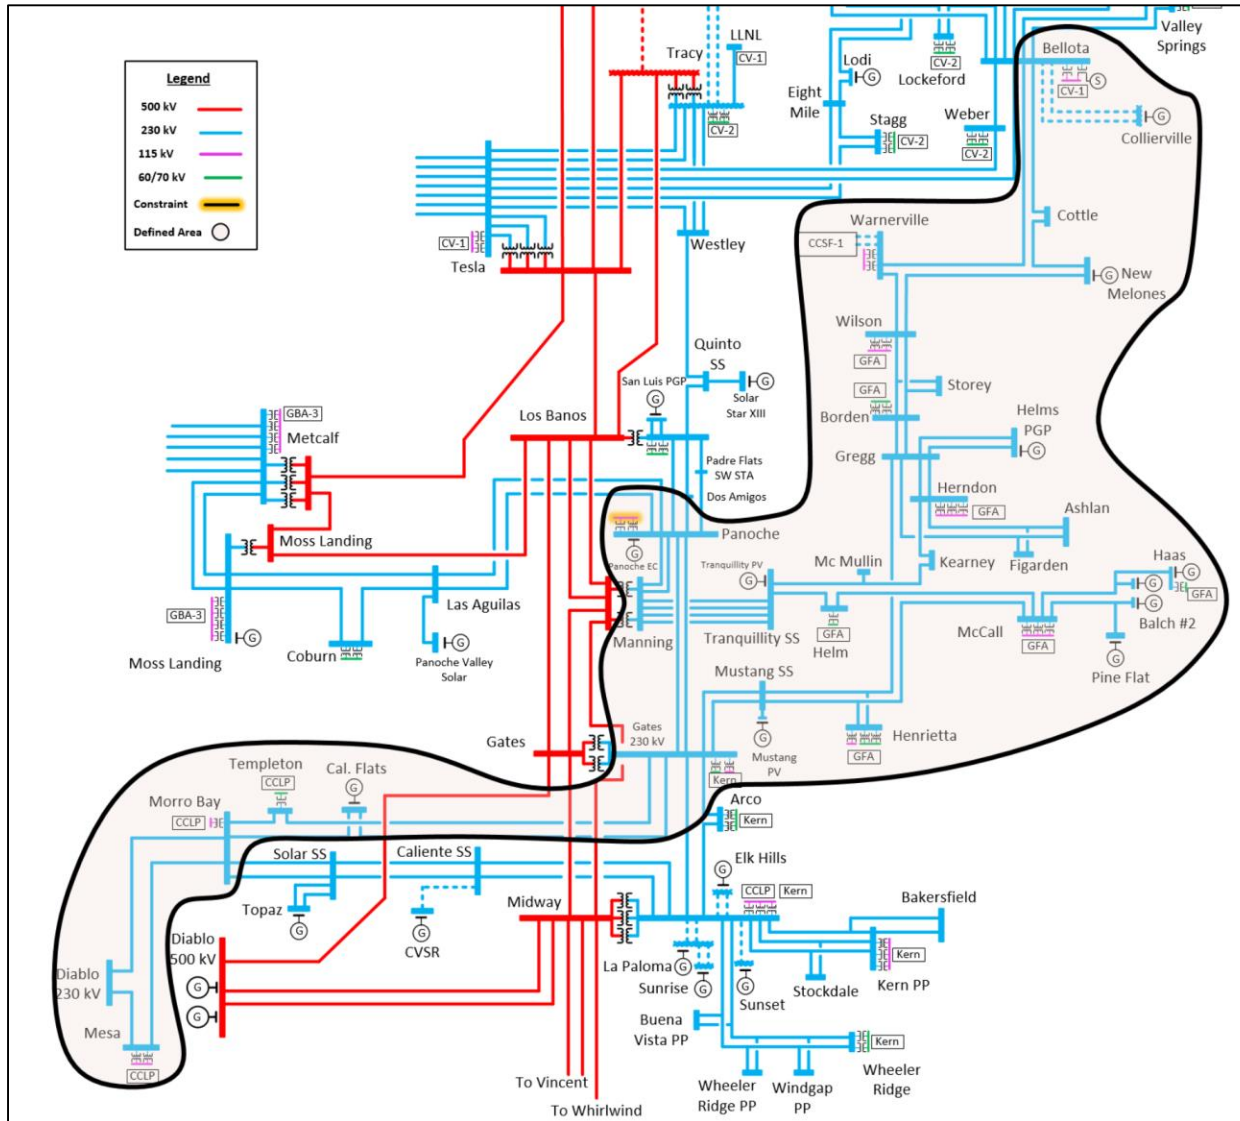 Legend
500 kV
230 kV
115 kV
60/70 kV
Constraint
Defined Area
Tracy
LLNL
CV-1
CV-2
Lodi
G
Lockeford
CV-2
Valley
Springs
Bellota
CV-1
S
G
Collierville
Eight
Mile
Stagg
CV-2
Weber
CV-2
CV-1
Tesla
Westley
Warnerville
CCSF-1
Cottle
G
New
Melones
Wilson
GFA
GFA
Storey
Borden
Quinto
SS
G
Solar
Star XIII
San Luis PGP
G
Los Banos
Padre Flats
SW STA
Dos Amigos
GBA-3
Metcalf
Helms
PGP
G
Gregg
Herndon
GFA
Ashlan
Figarden
Kearney
Moss Landing
Panoche
G
Panoche EC
Tranquillity PV
G
Mc Mullin
Haas
G
GFA
G
G
Balch #2
McCall
GFA
G
Pine Flat
Manning
Tranquillity SS
GFA
Helm
Las Aguilas
GBA-3
G
Moss Landing
Coburn
G
Panoche Valley
Solar
Mustang SS
G
Mustang
PV
Henrietta
GFA
Gates
Gates
230 kV
Kern
Templeton
CCLP
Cal. Flats
G
Morro Bay
CCLP
Arco
Kern
Solar SS
Caliente SS
Elk Hills
G
CCLP
Kern
Topaz
G
G
CVSR
Midway
Bakersfield
Diablo
500 kV
G
G
Diablo
230 kV
Mesa
CCLP
La Paloma
G
Sunrise
G
G
Sunset
Stockdale
Kern
Kern PP
Buena
Vista PP
Kern
Wheeler
Ridge
Wheeler
Ridge PP
Windgap
PP
To Vincent
To Whirlwind